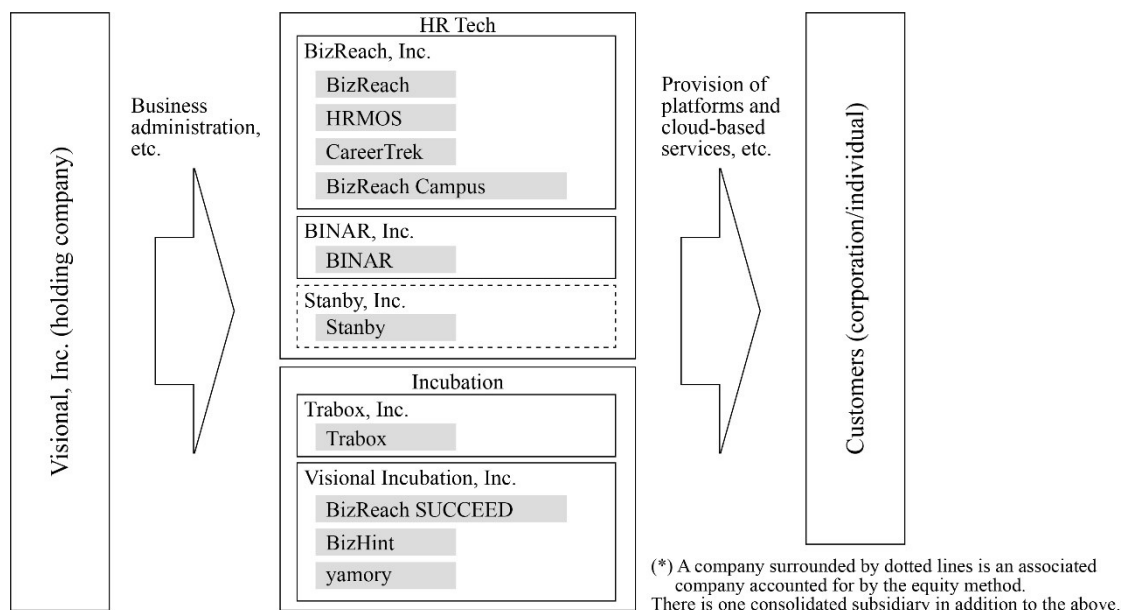 Visional, Inc. (holding company)
Business
administration,
etc.
HR Tech
BizReach, Inc.
BizReach
HRMOS
CareerTrek
BizReach Campus
BINAR, Inc.
BINAR
Stanby, Inc.
Stanby
Incubation
Trabox, Inc.
Trabox
Visional Incubation, Inc.
BizReach SUCCEED
BizHint
yamory
Provision of
platforms and
cloud-based
services, etc.
Customers (corporation/individual)
(*) A company surrounded by dotted lines is an associated
company accounted for by the equity method.
There is one consolidated subsidiary in addition to the above.